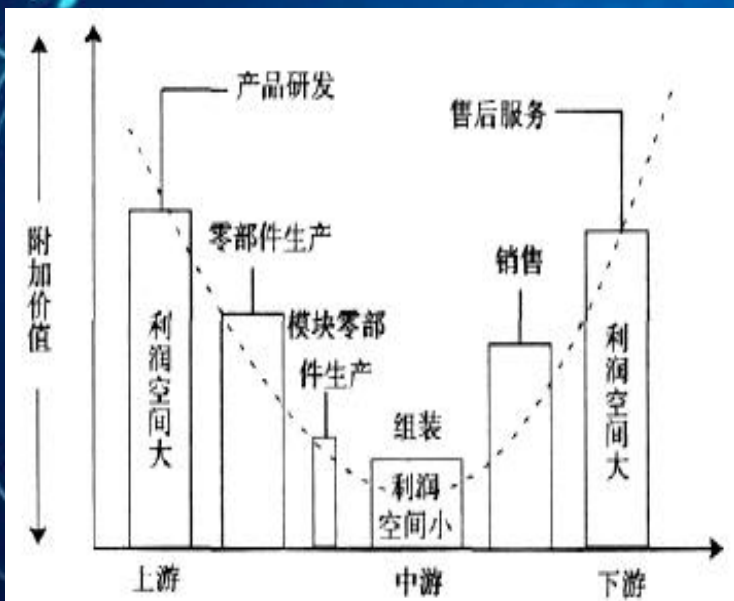 产品研发
售后服务
零部件生产
销售
模块零部
件生产
组装
附加价值
利润空间大
利润
空间小
利润空间大
上游
中游
下游